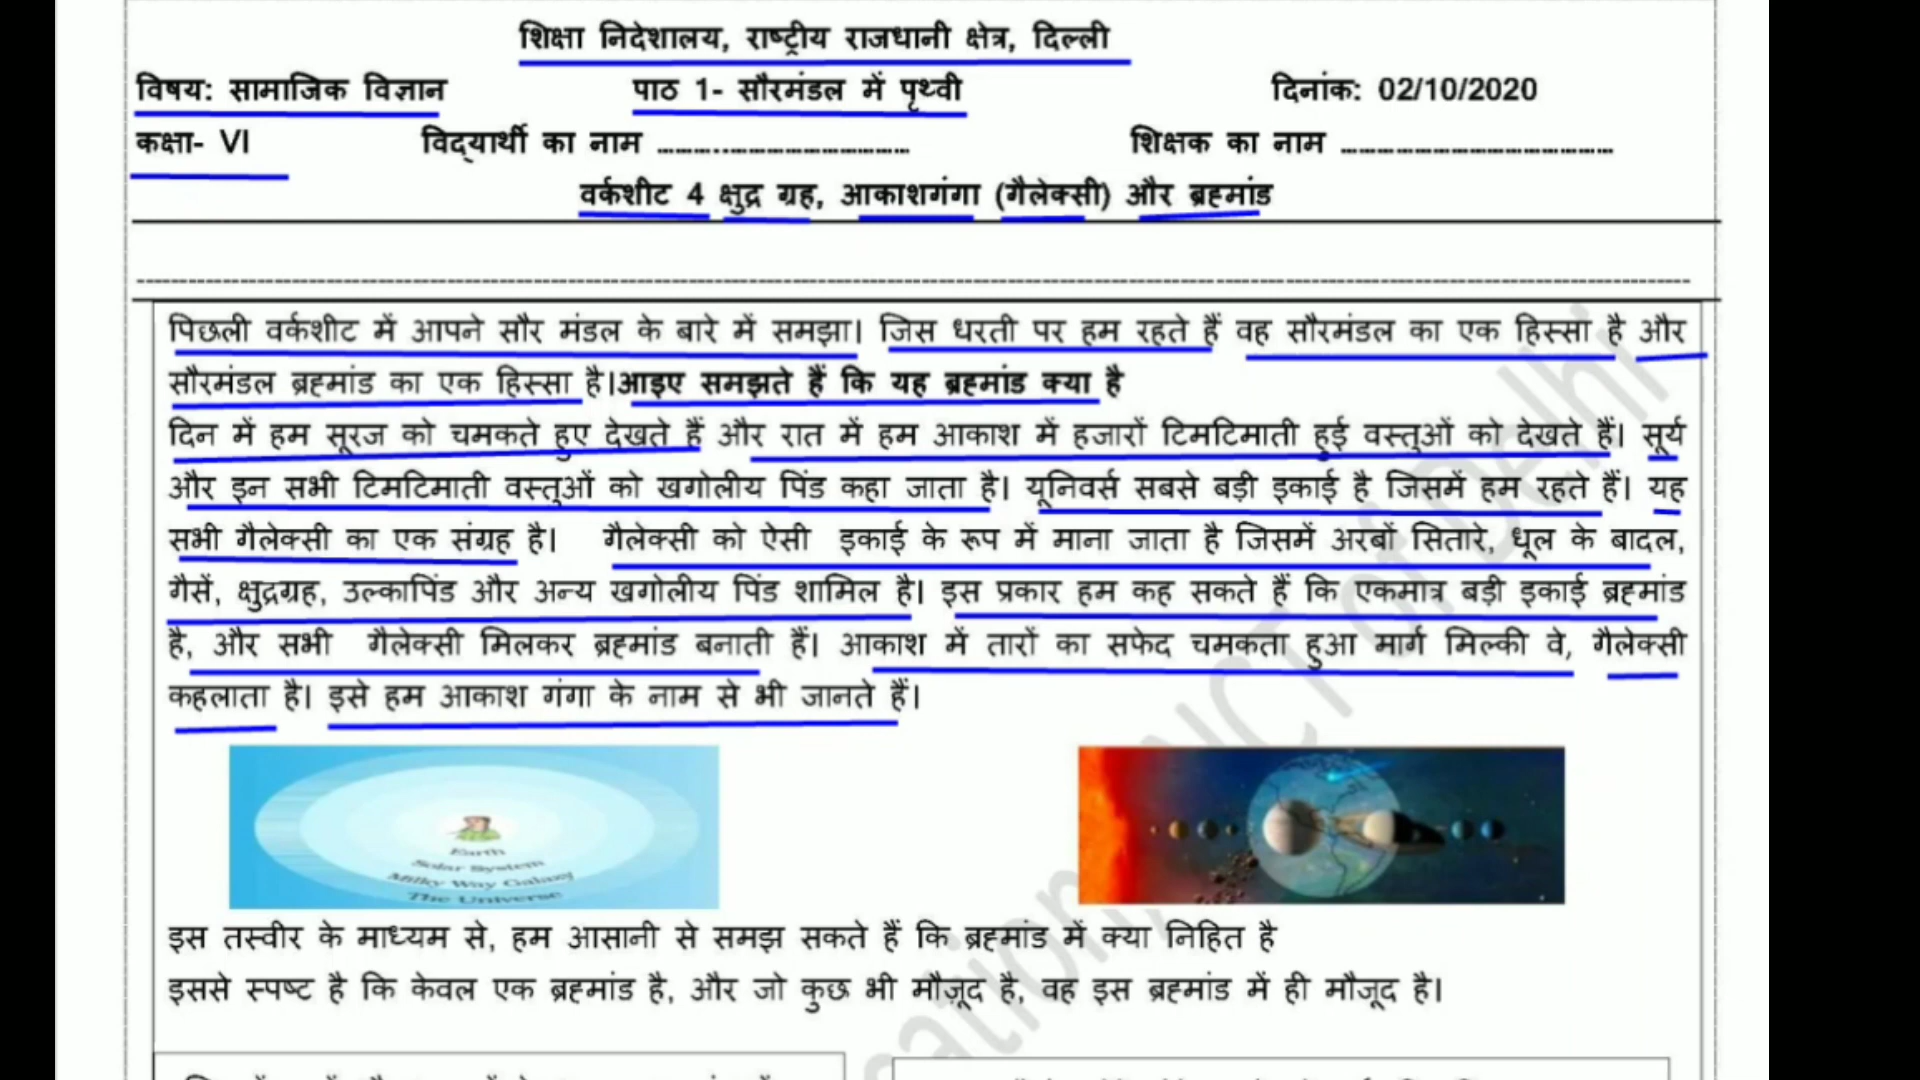 शिक्षा निदेशालय, राष्ट्रीय राजधानी क्षेत्र, दिल्ली
विषय: सामाजिक विज्ञान पाठ 1- सौरमंडल में पृथ्वी दिनांक: 02/10/2020
कक्षा- VI विद्यार्थी का नाम ................................. शिक्षक का नाम .....................................
वर्कशीट 4 क्षुद्र ग्रह, आकाशगंगा (गैलेक्सी) और ब्रह्मांड
पिछली वर्कशीट में आपने सौर मंडल के बारे में समझा। जिस धरती पर हम रहते हैं वह सौरमंडल का एक हिस्सा है और
सौरमंडल ब्रह्मांड का एक हिस्सा है।आइए समझते हैं कि यह ब्रह्मांड क्या है
दिन में हम सूरज को चमकते हुए देखते हैं और रात में हम आकाश में हजारों टिमटिमाती हुई वस्तुओं को देखते हैं। सूर्य
और इन सभी टिमटिमाती वस्तुओं को खगोलीय पिंड कहा जाता है। यूनिवर्स सबसे बड़ी इकाई है जिसमें हम रहते हैं। यह
सभी गैलेक्सी का एक संग्रह है। गैलेक्सी को ऐसी इकाई के रूप में माना जाता है जिसमें अरबों सितारे, धूल के बादल,
गैसें, क्षुद्रग्रह, उल्कापिंड और अन्य खगोलीय पिंड शामिल है। इस प्रकार हम कह सकते हैं कि एकमात्र बड़ी इकाई ब्रह्मांड
है, और सभी गैलेक्सी मिलकर ब्रह्मांड बनाती हैं। आकाश में तारों का सफेद चमकता हुआ मार्ग मिल्की वे, गैलेक्सी
कहलाता है। इसे हम आकाश गंगा के नाम से भी जानते हैं।
Earth
Solar System
Milky Way Galaxy
The Universe
इस तस्वीर के माध्यम से, हम आसानी से समझ सकते हैं कि ब्रह्मांड में क्या निहित है
इससे स्पष्ट है कि केवल एक ब्रह्मांड है, और जो कुछ भी मौजूद है, वह इस ब्रह्मांड में ही मौजूद है।